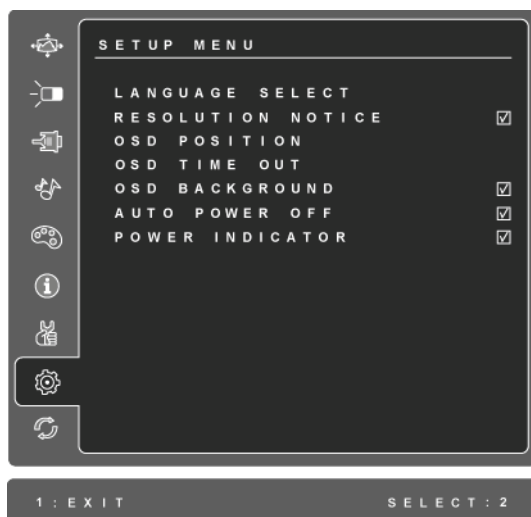 SETUP MENU
LANGUAGE SELECT
RESOLUTION NOTICE
OSD POSITION
OSD TIME OUT
OSD BACKGROUND
AUTO POWER OFF
POWER INDICATOR
1:EXIT SELECT:2